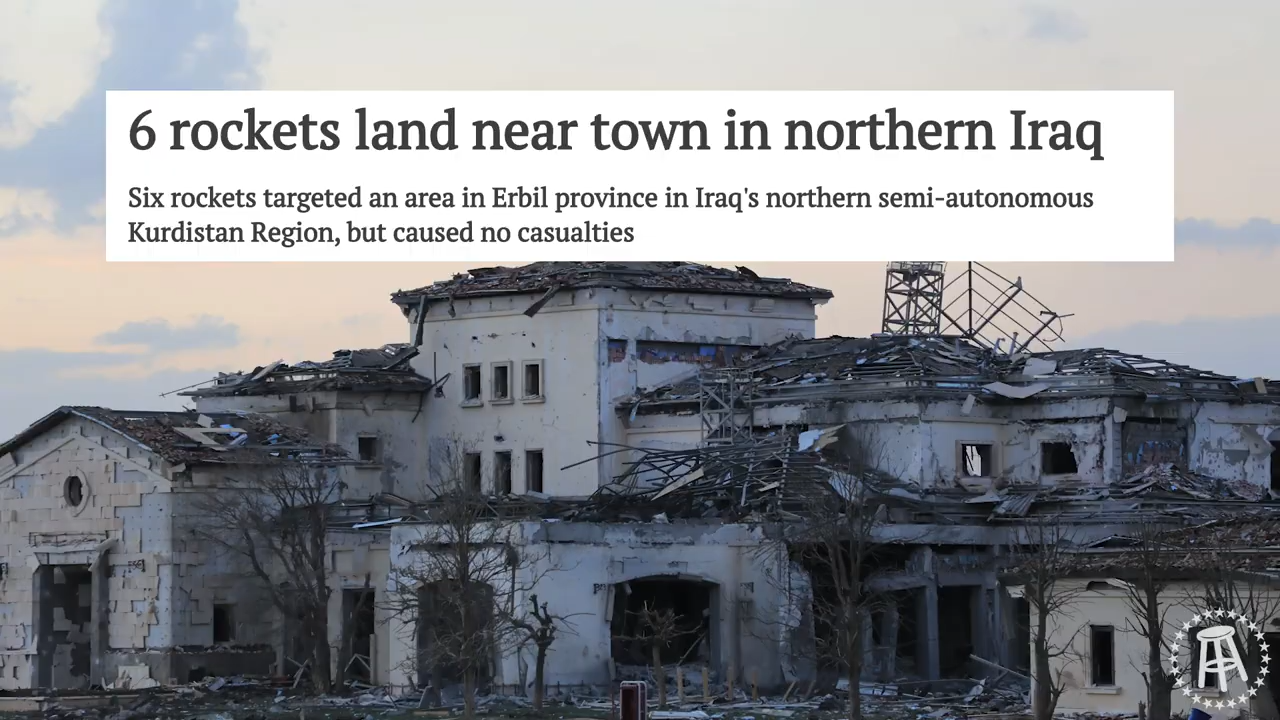 6 rockets land near town in northern Iraq
Six rockets targeted an area in Erbil province in Iraq's northern semi-autonomous
Kurdistan Region, but caused no casualties